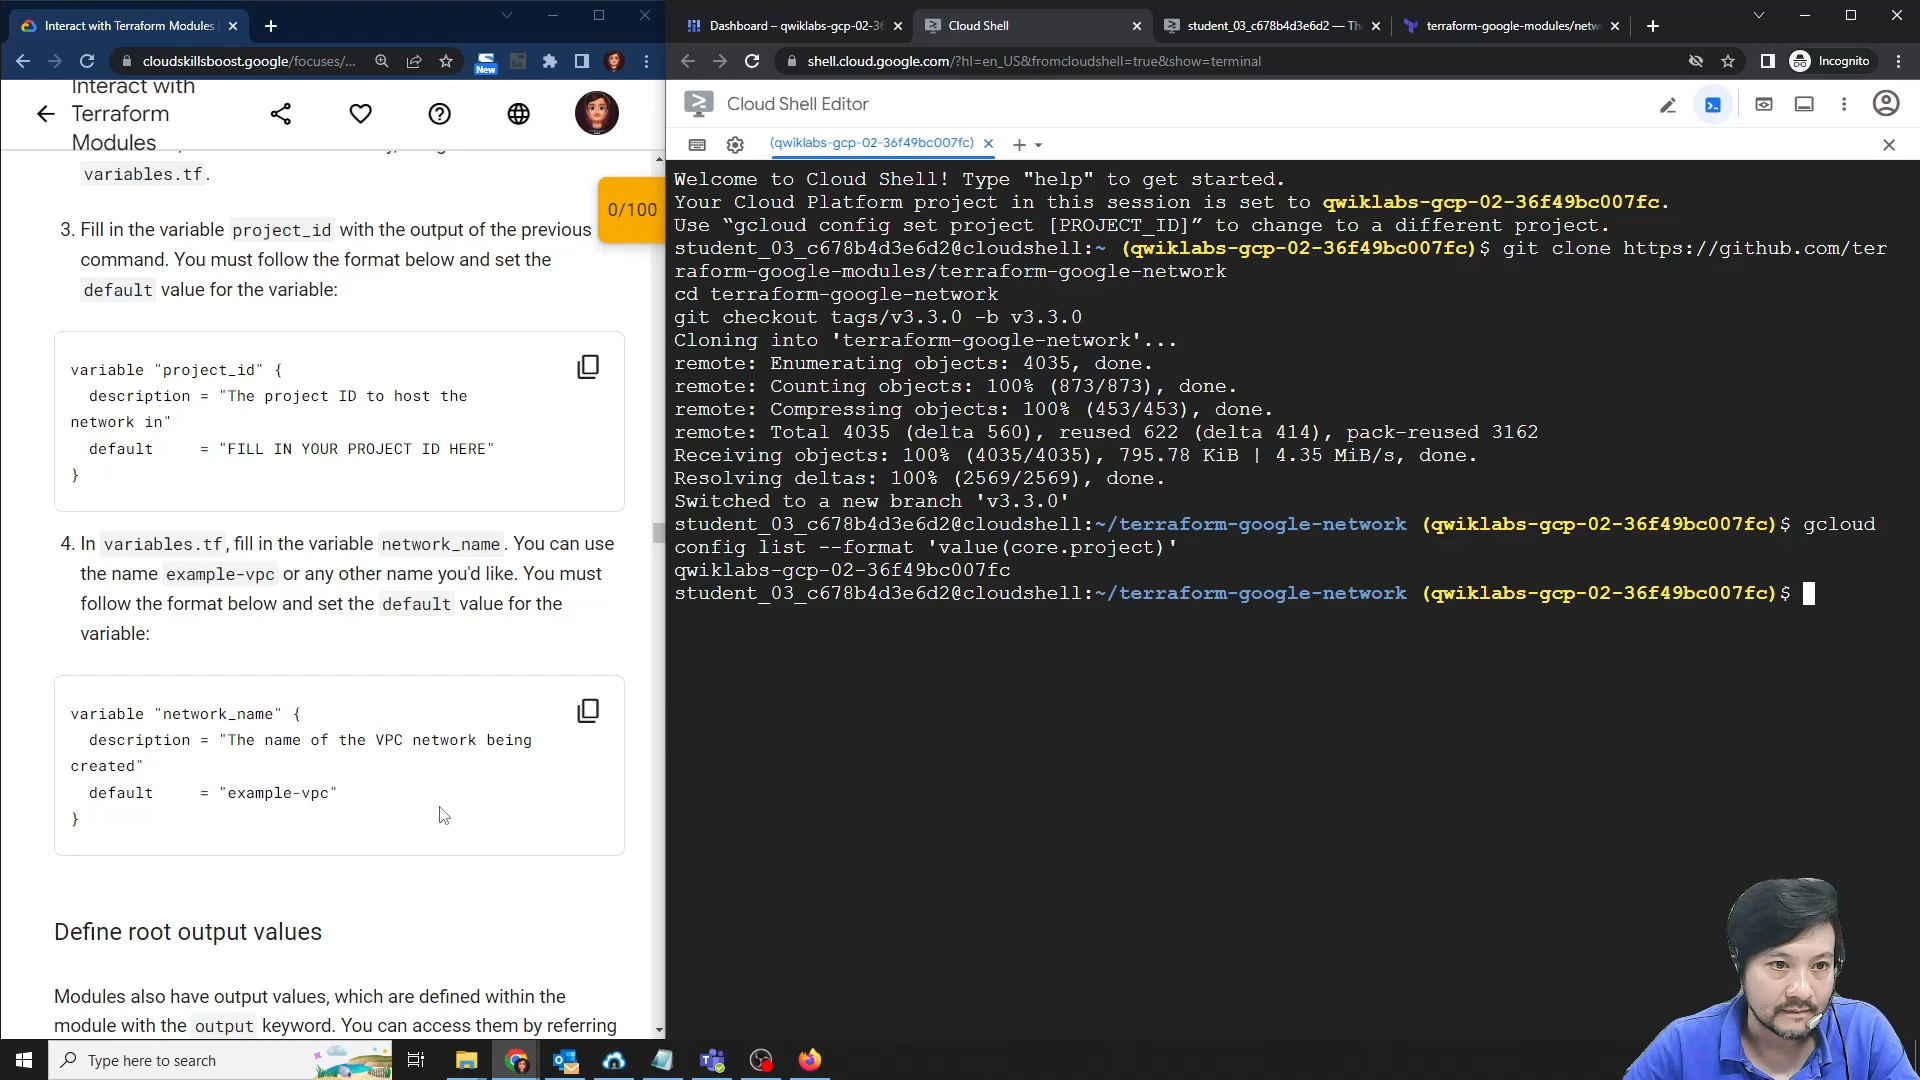 Interact with Terraform Modules
cloudskillsboost.google/focuses/...
New
Interact with
Terraform
Modules
variables.tf.
0/100
3. Fill in the variable project_id with the output of the previous
command. You must follow the format below and set the
default value for the variable:
variable "project_id" {
description = "The project ID to host the
network in"
default = "FILL IN YOUR PROJECT ID HERE"
}
4. In variables.tf, fill in the variable network_name. You can use
the name example-vpc or any other name you'd like. You must
follow the format below and set the default value for the
variable:
variable "network_name" {
description = "The name of the VPC network being
created"
default = "example-vpc"
}
Define root output values
Modules also have output values, which are defined within the
module with the output keyword. You can access them by referring
Dashboard – qwiklabs-gcp-02-36
Cloud Shell
student_03_c678b4d3e6d2 — Th
terraform-google-modules/netw
shell.cloud.google.com/?hl=en_US&fromcloudshell=true&show=terminal
Incognito
Cloud Shell Editor
(qwiklabs-gcp-02-36f49bc007fc)
Welcome to Cloud Shell! Type "help" to get started.
Your Cloud Platform project in this session is set to qwiklabs-gcp-02-36f49bc007fc.
Use “gcloud config set project [PROJECT_ID]” to change to a different project.
student_03_c678b4d3e6d2@cloudshell:~ (qwiklabs-gcp-02-36f49bc007fc)$ git clone https://github.com/ter
raform-google-modules/terraform-google-network
cd terraform-google-network
git checkout tags/v3.3.0 -b v3.3.0
Cloning into 'terraform-google-network'...
remote: Enumerating objects: 4035, done.
remote: Counting objects: 100% (873/873), done.
remote: Compressing objects: 100% (453/453), done.
remote: Total 4035 (delta 560), reused 622 (delta 414), pack-reused 3162
Receiving objects: 100% (4035/4035), 795.78 KiB | 4.35 MiB/s, done.
Resolving deltas: 100% (2569/2569), done.
Switched to a new branch 'v3.3.0'
student_03_c678b4d3e6d2@cloudshell:~/terraform-google-network (qwiklabs-gcp-02-36f49bc007fc)$ gcloud
config list --format 'value(core.project)'
qwiklabs-gcp-02-36f49bc007fc
student_03_c678b4d3e6d2@cloudshell:~/terraform-google-network (qwiklabs-gcp-02-36f49bc007fc)$
Type here to search